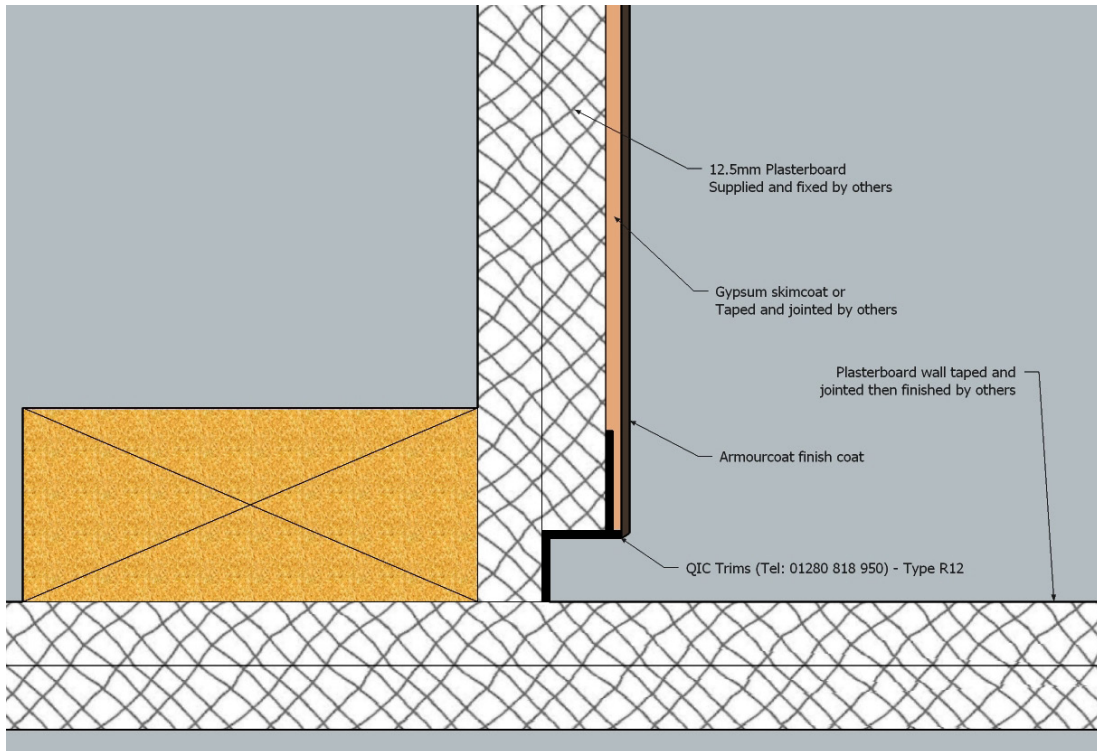 12.5mm Plasterboard
Supplied and fixed by others
Gypsum skimcoat or
Taped and jointed by others
Plasterboard wall taped and
jointed then finished by others
Armourcoat finish coat
QIC Trims (Tel: 01280 818 950) - Type R12